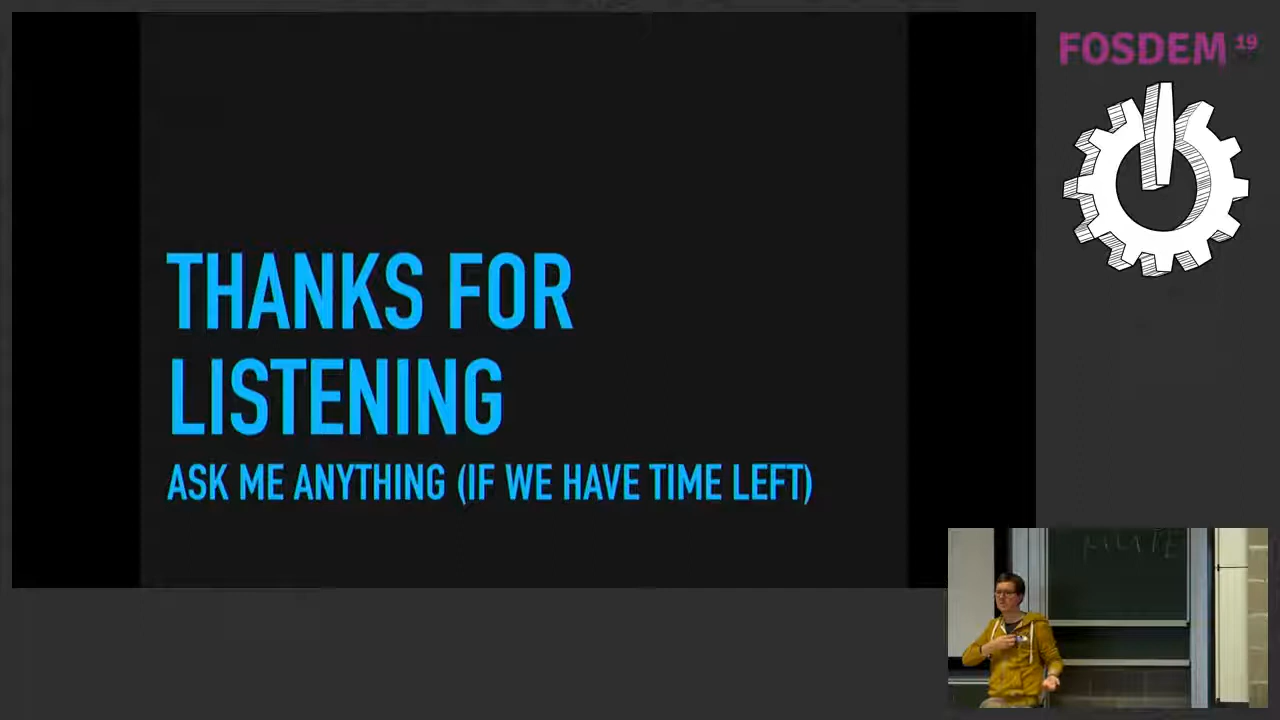 FOSDEM 19
THANKS FOR
LISTENING
ASK ME ANYTHING (IF WE HAVE TIME LEFT)